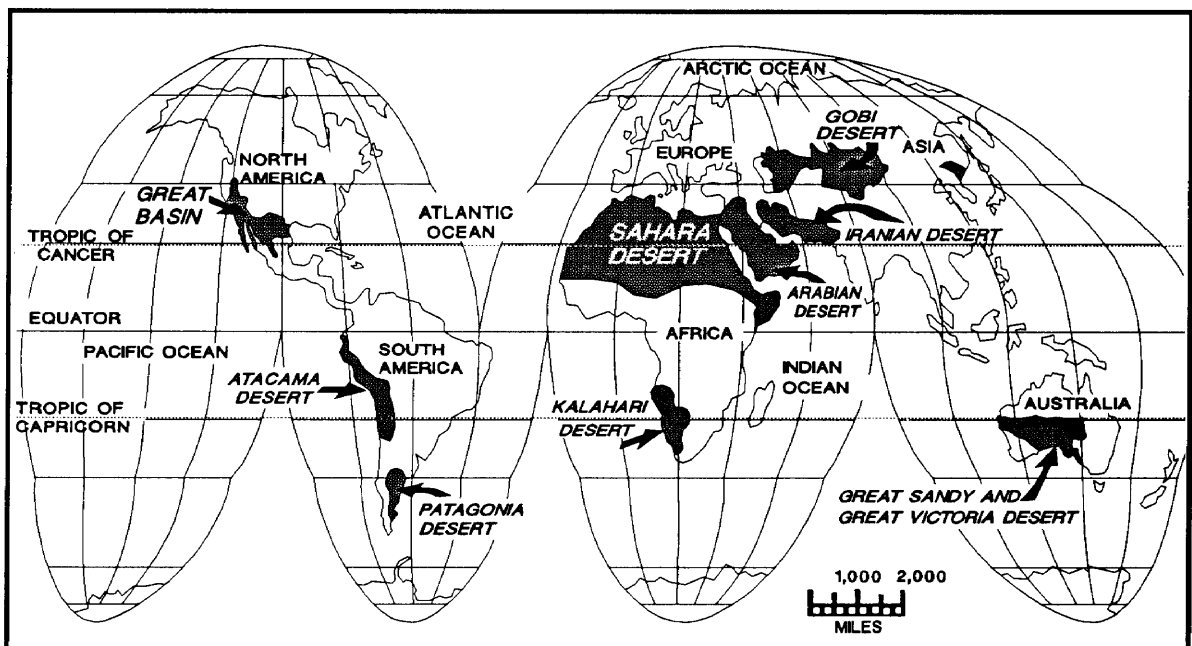 ARCTIC OCEAN
GOBI
DESERT
ASIA
EUROPE
NORTH
AMERICA
GREAT
BASIN
ATLANTIC
OCEAN
TROPIC OF
CANCER
SAHARA
DESERT
IRANIAN DESERT
ARABIAN
DESERT
EQUATOR
AFRICA
PACIFIC OCEAN
SOUTH
AMERICA
INDIAN
OCEAN
ATACAMA
DESERT
TROPIC OF
CAPRICORN
KALAHARI
DESERT
AUSTRALIA
PATAGONIA
DESERT
GREAT SANDY AND
GREAT VICTORIA DESERT
1,000 2,000
MILES